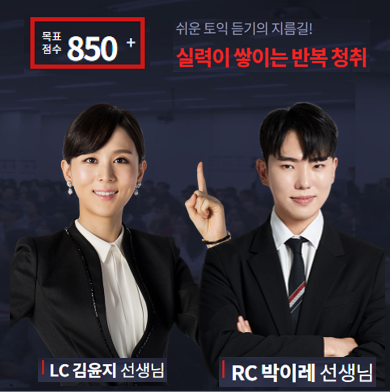 목표
점수 850 +
쉬운 토익 듣기의 지름길!
실력이 쌓이는 반복 청취
LC 김윤지 선생님
RC 박이레 선생님